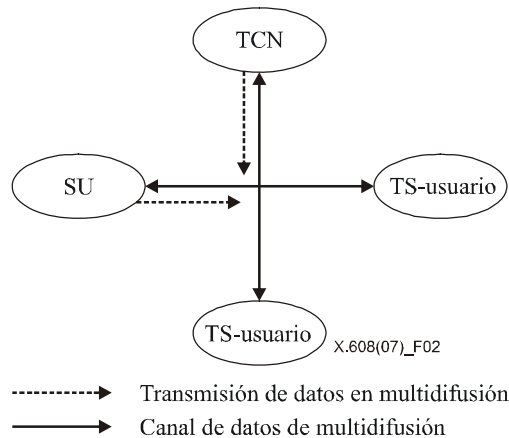 TCN
SU
TS-usuario
TS-usuario
X.608(07)_F02
Transmisión de datos en multidifusión
Canal de datos de multidifusión